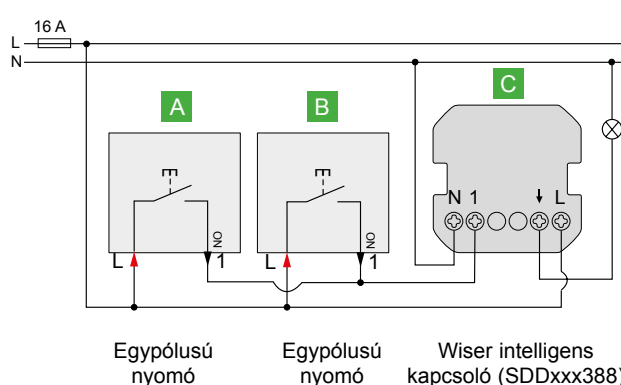 16 A
L
N
A
B
C
N 1 ↓ L
NO
L
1
NO
L
1
Egypólusú
nyomó
Egypólusú
nyomó
Wiser intelligens
kapcsoló (SDDxxx388)